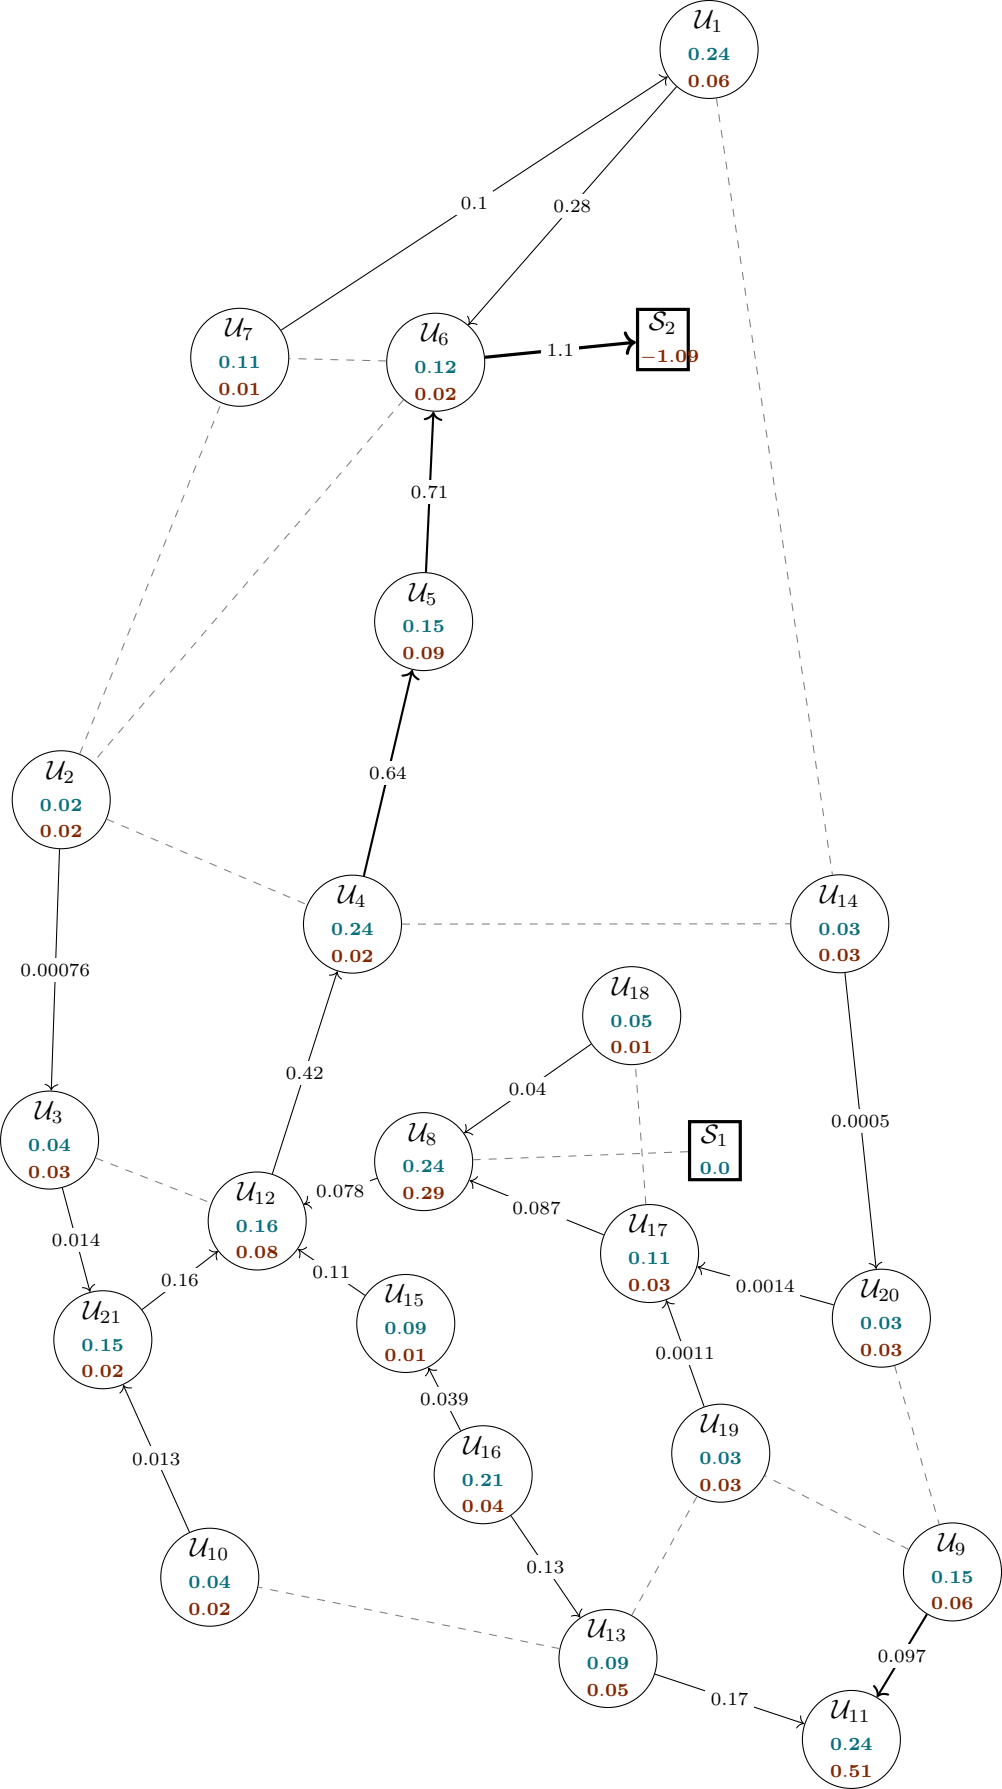 𝒰1
0.24
0.06
0.1
0.28
𝒰7
0.11
0.01
𝒰6
0.12
0.02
1.1
𝒮2
−1.09
0.71
𝒰5
0.15
0.09
0.64
𝒰2
0.02
0.02
𝒰4
0.24
0.02
𝒰14
0.03
0.03
0.00076
𝒰18
0.05
0.01
0.42
0.04
0.0005
𝒰3
0.04
0.03
𝒰8
0.24
0.29
𝒮1
0.0
0.078
0.087
𝒰12
0.16
0.08
𝒰17
0.11
0.03
0.014
0.16
0.11
0.0014
𝒰21
0.15
0.02
𝒰15
0.09
0.01
𝒰20
0.03
0.03
0.0011
0.039
0.013
𝒰16
0.21
0.04
𝒰19
0.03
0.03
𝒰10
0.04
0.02
0.13
𝒰9
0.15
0.06
𝒰13
0.09
0.05
0.097
0.17
𝒰11
0.24
0.51